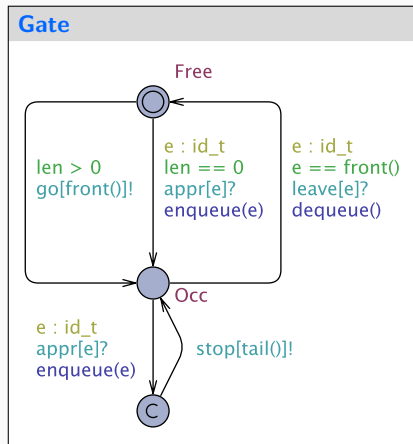 Gate
Free
len > 0
go[front()]!
e : id_t
len == 0
appr[e]?
enqueue(e)
e : id_t
e == front()
leave[e]?
dequeue()
Occ
e : id_t
appr[e]?
enqueue(e)
stop[tail()]!
C